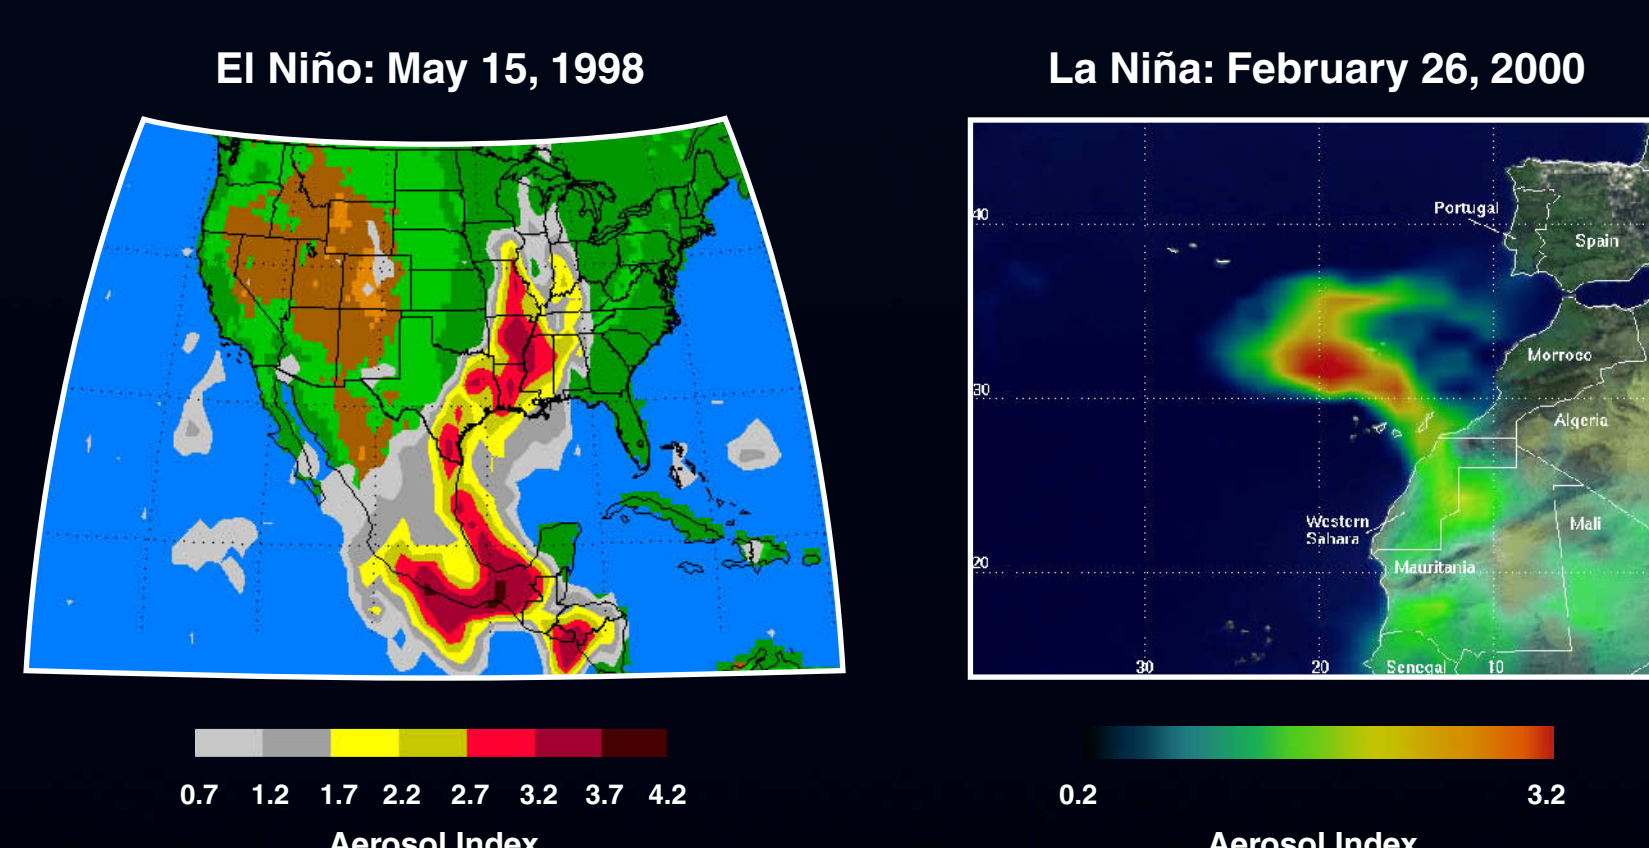 El Niño: May 15, 1998
0.7 1.2 1.7 2.2 2.7 3.2 3.7 4.2
Aerosol Index
La Niña: February 26, 2000
40
Portugal
Spain
Morroco
30
Algeria
Western
Sahara
Mali
20
Mauritania
30 20 Senegal 10
0.2 3.2
Aerosol Index